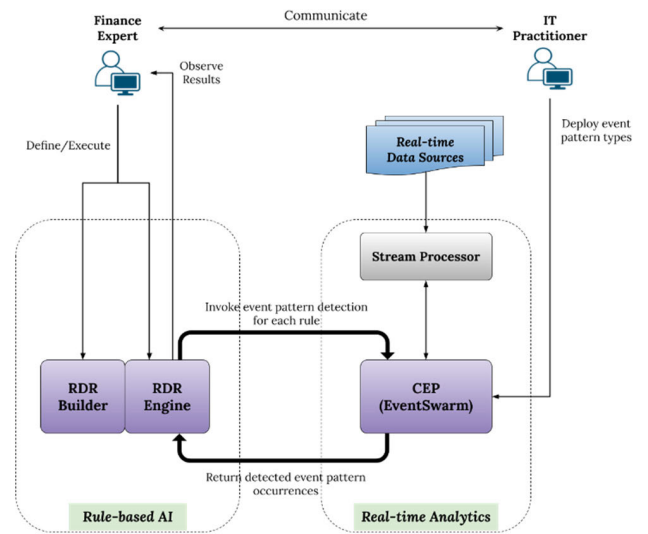 Communicate
Finance
Expert
IT
Practitioner
Observe
Results
Define/Execute
Deploy event
pattern types
Real-time
Data Sources
Stream Processor
Invoke event pattern detection
for each rule
RDR
Builder
RDR
Engine
CEP
(EventSwarm)
Return detected event pattern
occurrences
Rule-based AI
Real-time Analytics